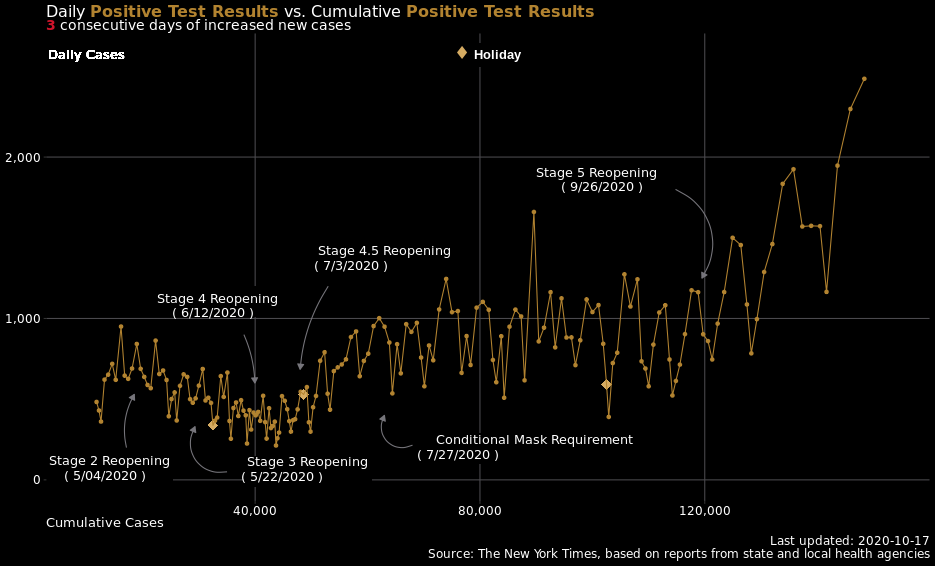 Daily Positive Test Results vs. Cumulative Positive Test Results
3 consecutive days of increased new cases
Daily Cases
Holiday
2,000
Stage 5 Reopening
( 9/26/2020 )
Stage 4.5 Reopening
( 7/3/2020 )
Stage 4 Reopening
( 6/12/2020 )
1,000
Conditional Mask Requirement
( 7/27/2020 )
Stage 2 Reopening
( 5/04/2020 )
Stage 3 Reopening
( 5/22/2020 )
0
40,000
80,000
120,000
Cumulative Cases
Last updated: 2020-10-17
Source: The New York Times, based on reports from state and local health agencies